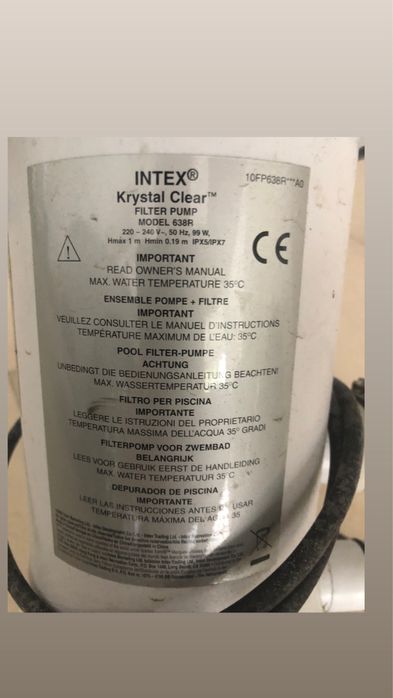 INTEX®
10FP638R***A0
Krystal Clear™
FILTER PUMP
MODEL 638R
220 - 240 V~, 50 Hz, 99 W,
Hmáx 1 m Hmin 0.19 m IPX5/IPX7
CE
IMPORTANT
READ OWNER'S MANUAL
MAX. WATER TEMPERATURE 35°C
ENSEMBLE POMPE + FILTRE
IMPORTANT
VEUILLEZ CONSULTER LE MANUEL D'INSTRUCTIONS
TEMPÉRATURE MAXIMUM DE L'EAU: 35°C
POOL FILTER-PUMPE
ACHTUNG
UNBEDINGT DIE BEDIENUNGSANLEITUNG BEACHTEN!
MAX. WASSERTEMPERATUR 35°C
FILTRO PER PISCINA
IMPORTANTE
LEGGERE LE ISTRUZIONI DEL PROPRIETARIO
TEMPERATURA MASSIMA DELL'ACQUA 35° GRADI
FILTERPOMP VOOR ZWEMBAD
BELANGRIJK
LEES VOOR GEBRUIK EERST DE HANDLEIDING
MAX. WATER TEMPERATUUR 35°C
DEPURADOR DE PISCINA
IMPORTANTE
LEER LAS INSTRUCCIONES ANTES DE USAR
TEMPERATURA MÁXIMA DEL AGUA 35